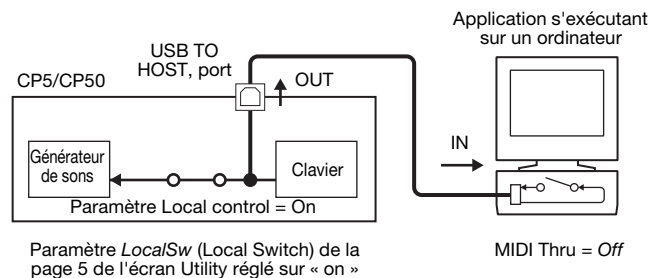 Application s'exécutant
sur un ordinateur
USB TO
HOST, port
OUT
CP5/CP50
IN
Générateur
de sons
Clavier
Paramètre Local control = On
Paramètre LocalSw (Local Switch) de la
page 5 de l'écran Utility réglé sur « on »
MIDI Thru = Off